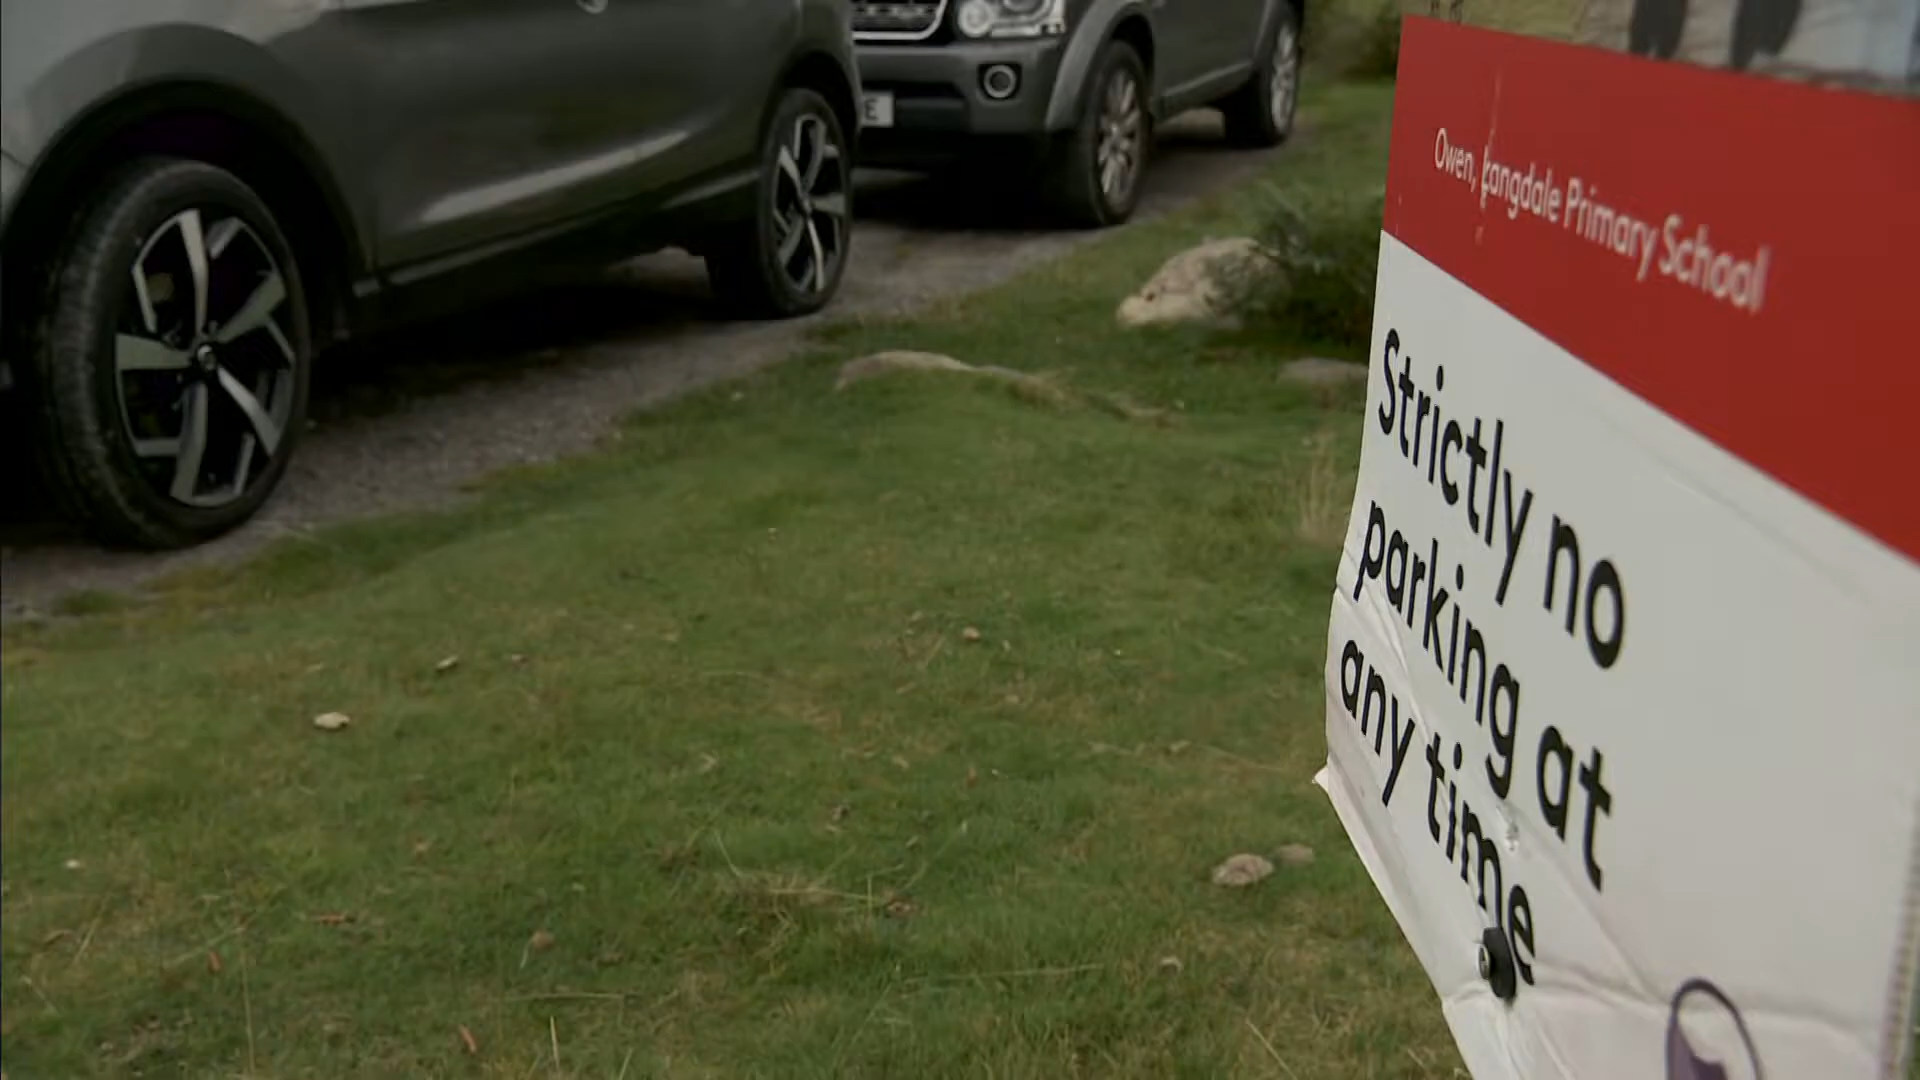 E
Owen, Langdale Primary School
Strictly no
parking at
any time